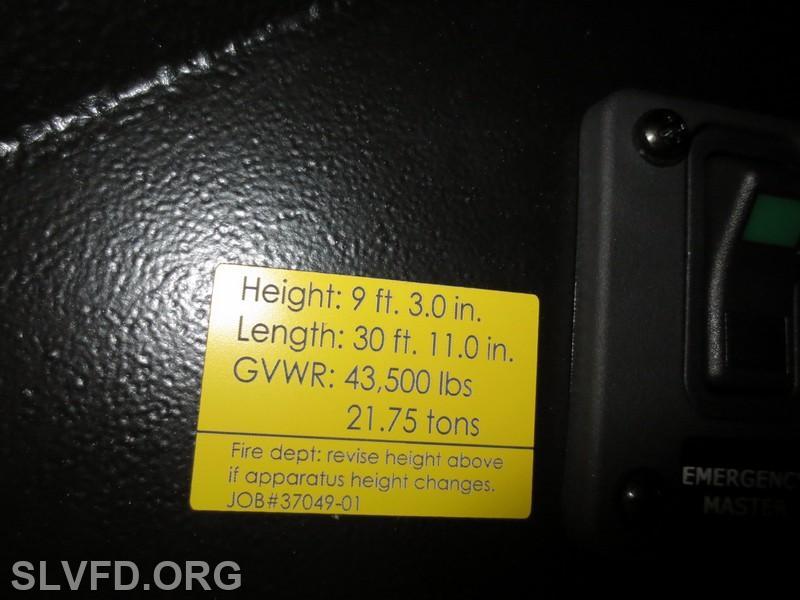 Height: 9 ft. 3.0 in.
Length: 30 ft. 11.0 in.
GVWR: 43,500 lbs
21.75 tons
Fire dept: revise height above
if apparatus height changes.
JOB#37049-01
EMERGENCY
MASTER
SLVFD.ORG